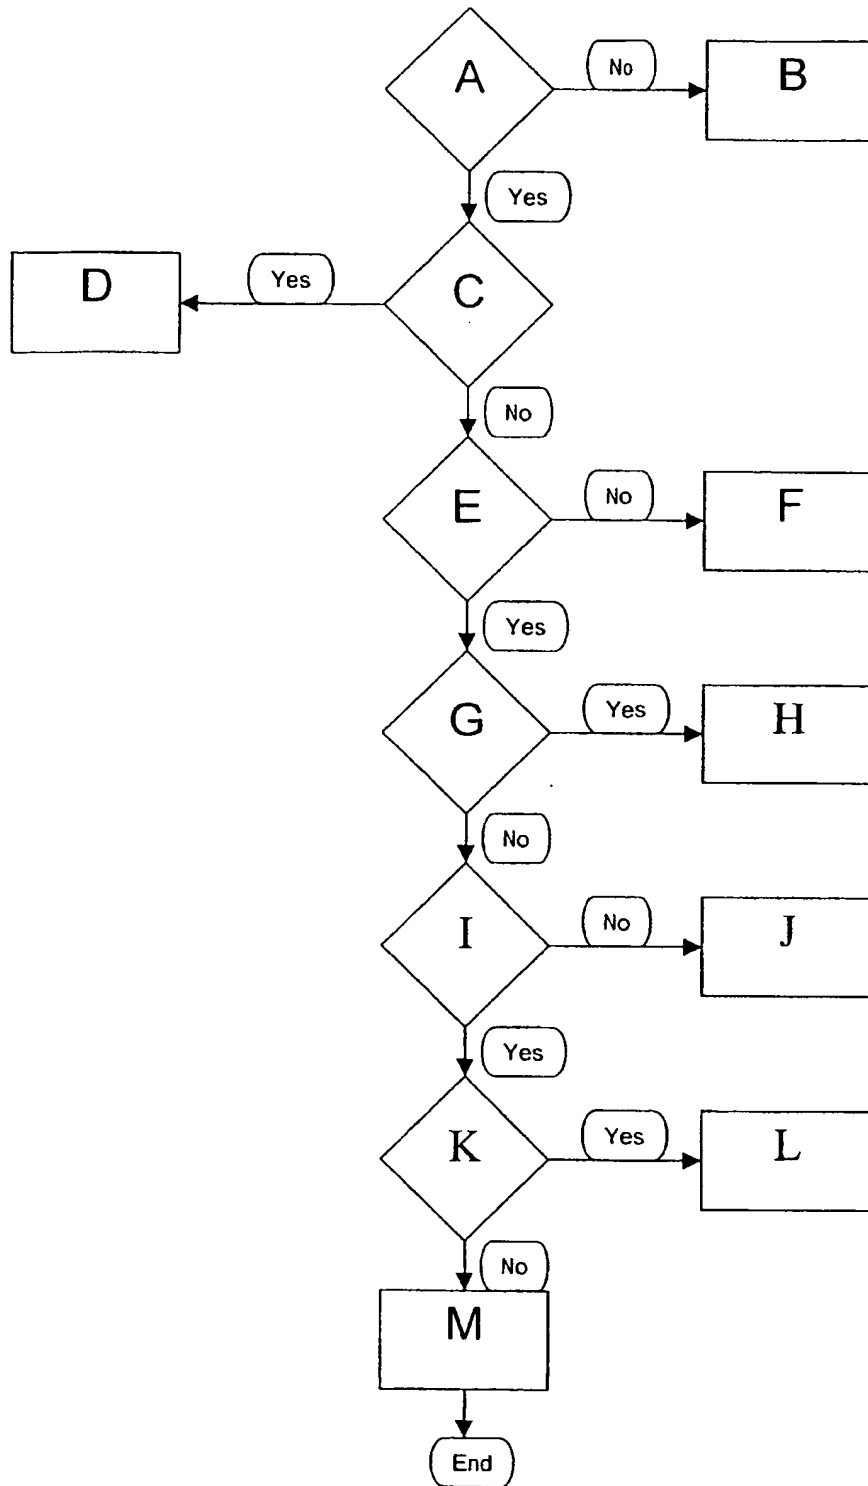 A
No
B
Yes
D
Yes
C
No
E
No
F
Yes
G
Yes
H
No
I
No
J
Yes
K
Yes
L
No
M
End